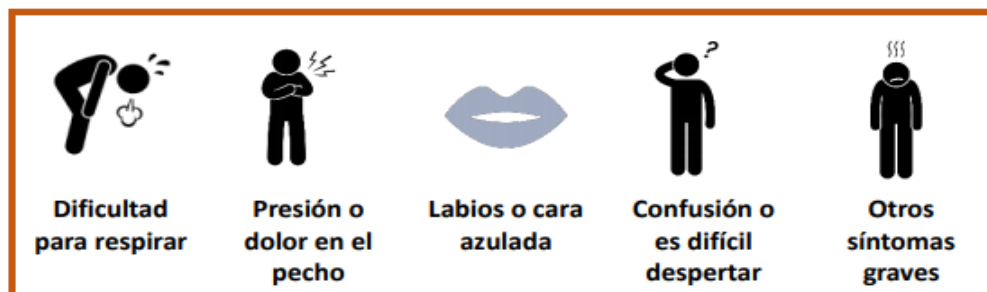 Dificultad
para respirar
Presión o
dolor en el
pecho
Labios o cara
azulada
Confusión o
es difícil
despertar
Otros
síntomas
graves
?